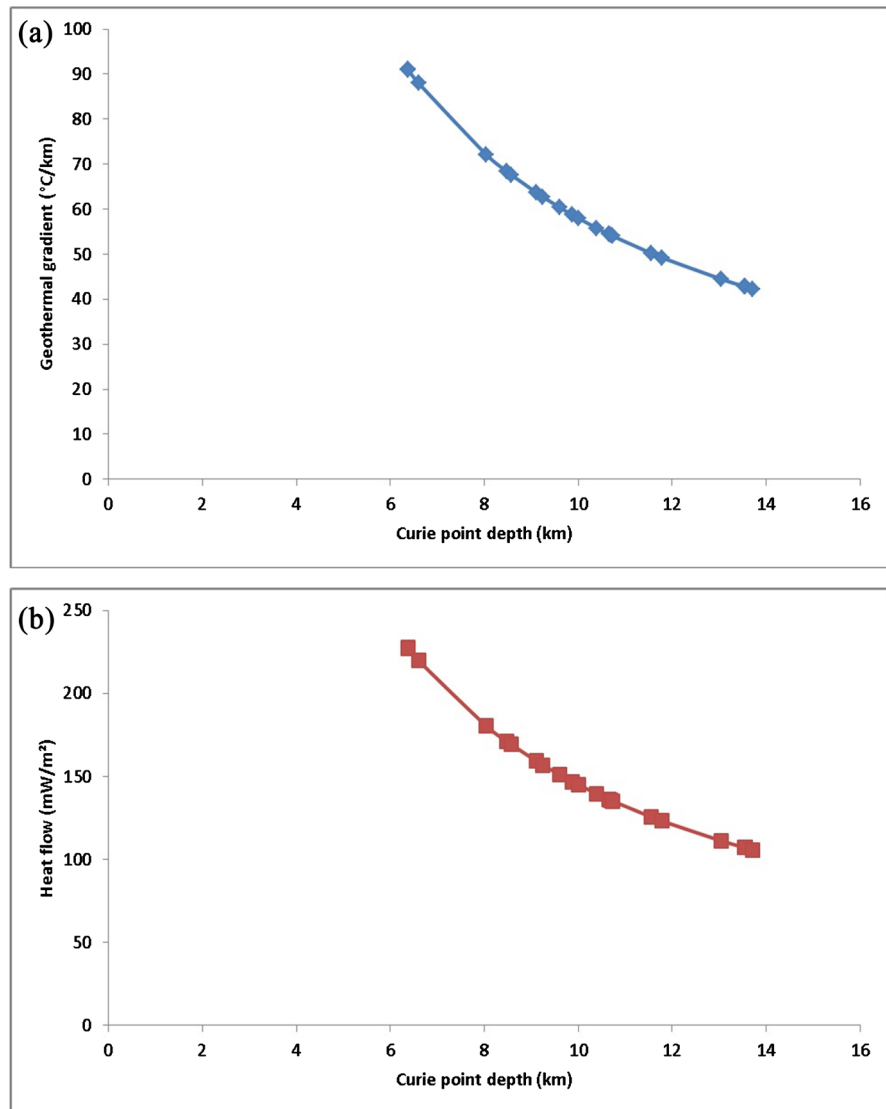 (a)
100
90
80
70
60
50
40
30
20
10
0
Geothermal gradient (°C/km)
0 2 4 6 8 10 12 14 16
Curie point depth (km)
(b)
250
200
150
100
50
0
Heat flow (mW/m²)
0 2 4 6 8 10 12 14 16
Curie point depth (km)